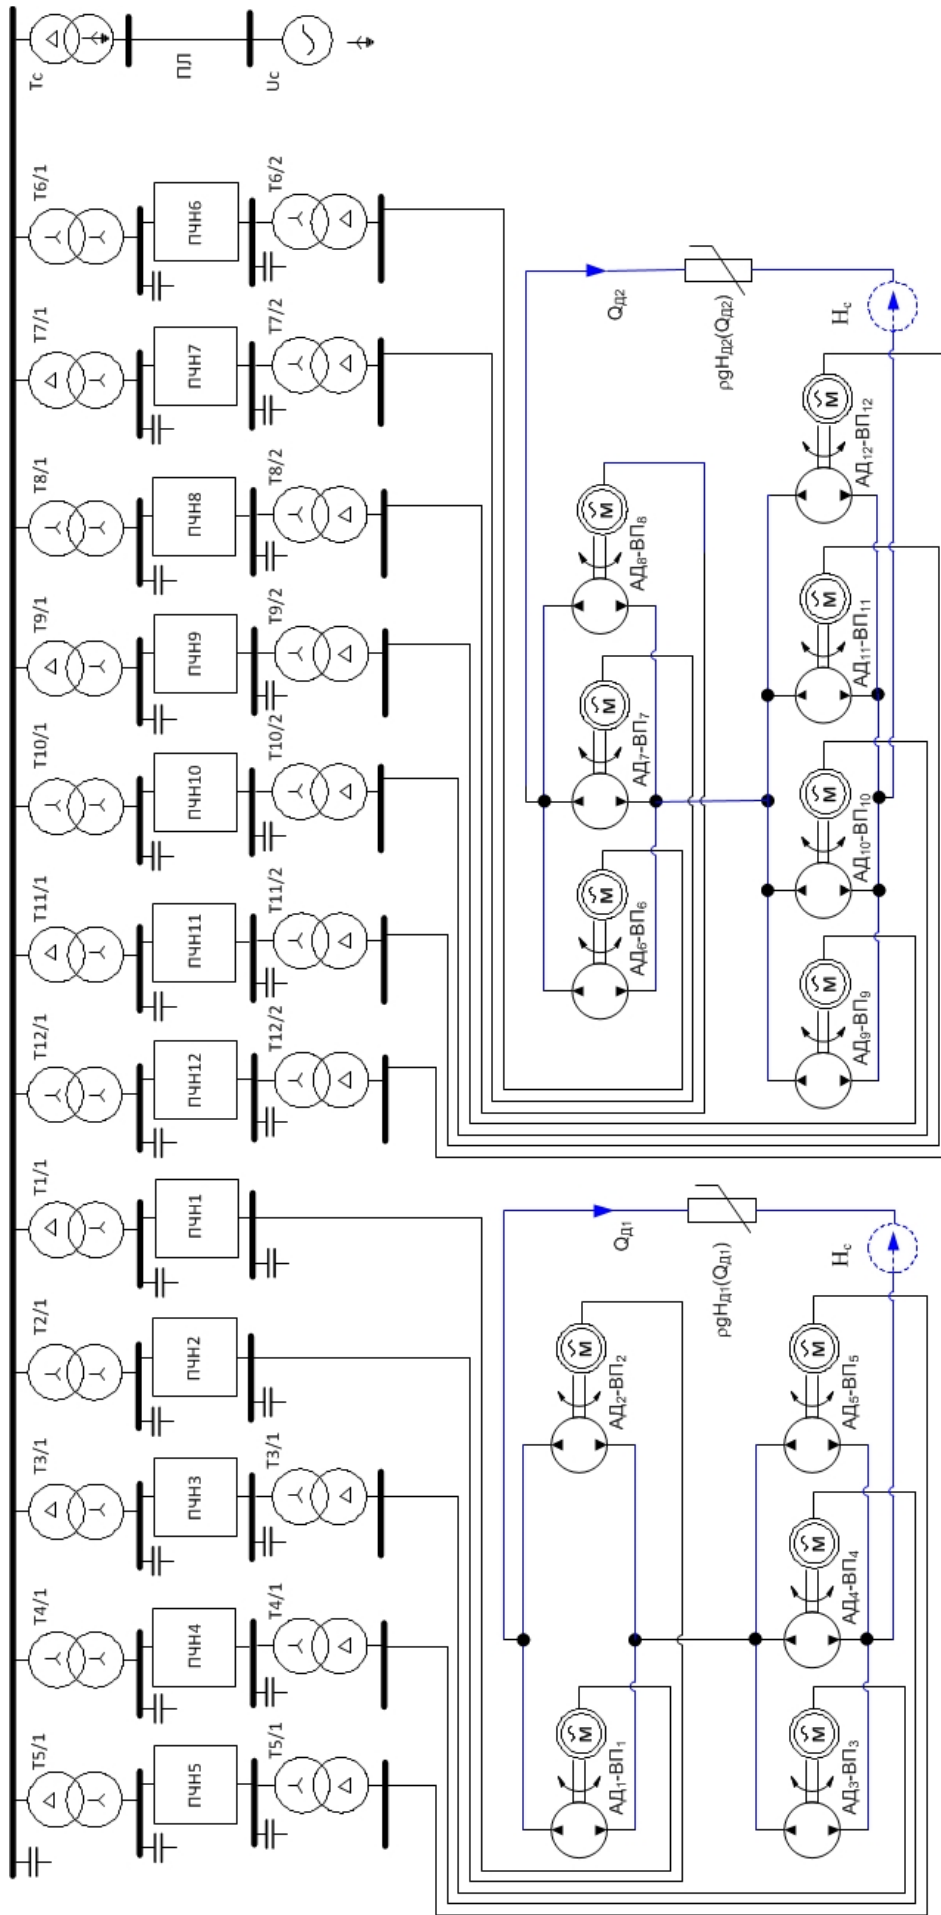 Тс
ПЛ
Uc
Т6/1
ПЧН6
Т6/2
Т7/1
ПЧН7
Т7/2
Т8/1
ПЧН8
Т8/2
Т9/1
ПЧН9
Т9/2
Т10/1
ПЧН10
Т10/2
Т11/1
ПЧН11
Т11/2
Т12/1
ПЧН12
Т12/2
Т1/1
ПЧН1
Т2/1
ПЧН2
Т3/1
ПЧН3
Т3/1
Т4/1
ПЧН4
Т4/1
Т5/1
ПЧН5
Т5/1
QД2
ρgHД2(QД2)
Hc
М
АД8-ВП8
М
АД7-ВП7
М
АД6-ВП6
М
АД12-ВП12
М
АД11-ВП11
М
АД10-ВП10
М
АД9-ВП9
QД1
ρgHД1(QД1)
Hc
М
АД2-ВП2
М
АД1-ВП1
М
АД5-ВП5
М
АД4-ВП4
М
АД3-ВП3